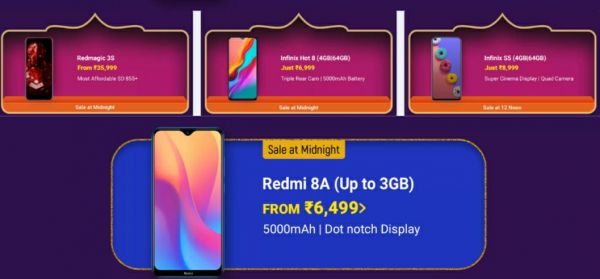 Redmagic 3S
From ₹35,999
Most Affordable SD 855+
Sale at Midnight
Infinix Hot 8 (4GB|64GB)
Just ₹6,999
Triple Rear Cam | 5000mAh Battery
Sale at Midnight
Infinix S5 (4GB|64GB)
Just ₹8,999
Super Cinema Display | Quad Camera
Sale at 12 Noon
Sale at Midnight
Redmi 8A (Up to 3GB)
FROM ₹6,499>
5000mAh | Dot notch Display
Redmi